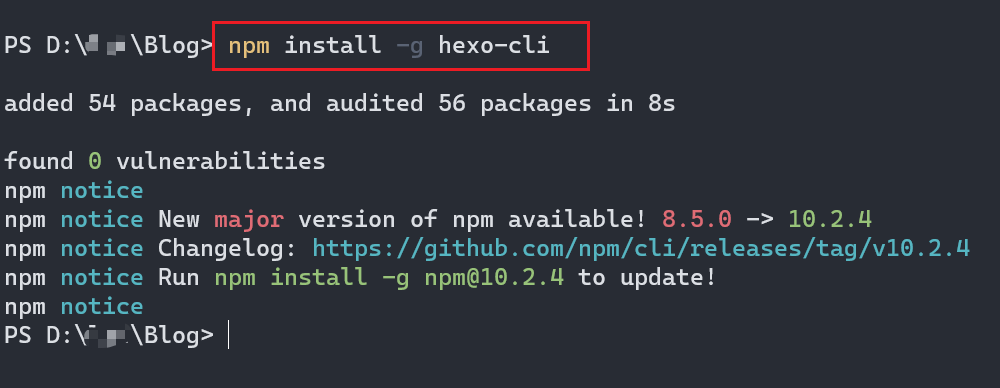 PS D:\ \Blog> npm install -g hexo-cli
added 54 packages, and audited 56 packages in 8s
found 0 vulnerabilities
npm notice
npm notice New major version of npm available! 8.5.0 -> 10.2.4
npm notice Changelog: https://github.com/npm/cli/releases/tag/v10.2.4
npm notice Run npm install -g npm@10.2.4 to update!
npm notice
PS D:\ \Blog>